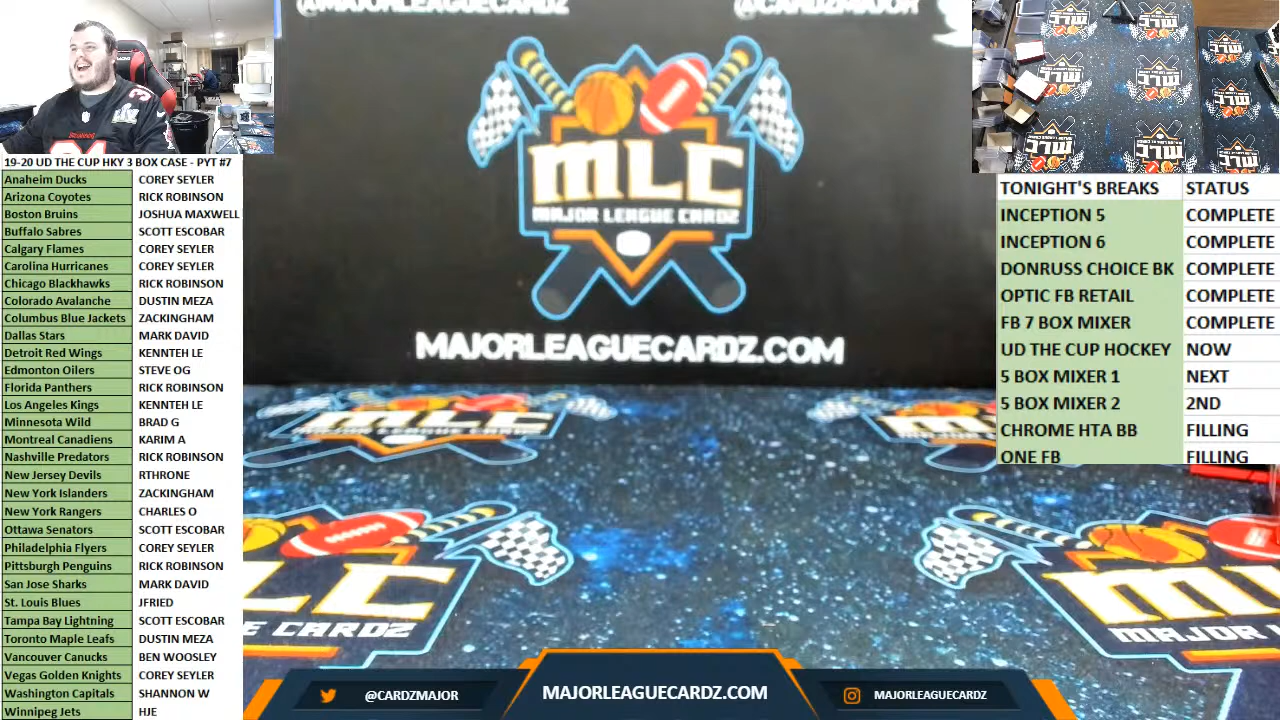 @MAJORLEAGUECARDZ
@CARDZMAJOR
MLC
MAJOR LEAGUE CARDZ
MAJORLEAGUECARDZ.COM
19-20 UD THE CUP HKY 3 BOX CASE - PYT #7
Anaheim Ducks COREY SEYLER
Arizona Coyotes RICK ROBINSON
Boston Bruins JOSHUA MAXWELL
Buffalo Sabres SCOTT ESCOBAR
Calgary Flames COREY SEYLER
Carolina Hurricanes COREY SEYLER
Chicago Blackhawks RICK ROBINSON
Colorado Avalanche DUSTIN MEZA
Columbus Blue Jackets ZACKINGHAM
Dallas Stars MARK DAVID
Detroit Red Wings KENNTEH LE
Edmonton Oilers STEVE OG
Florida Panthers RICK ROBINSON
Los Angeles Kings KENNTEH LE
Minnesota Wild BRAD G
Montreal Canadiens KARIM A
Nashville Predators RICK ROBINSON
New Jersey Devils RTHRONE
New York Islanders ZACKINGHAM
New York Rangers CHARLES O
Ottawa Senators SCOTT ESCOBAR
Philadelphia Flyers COREY SEYLER
Pittsburgh Penguins RICK ROBINSON
San Jose Sharks MARK DAVID
St. Louis Blues JFRIED
Tampa Bay Lightning SCOTT ESCOBAR
Toronto Maple Leafs DUSTIN MEZA
Vancouver Canucks BEN WOOSLEY
Vegas Golden Knights COREY SEYLER
Washington Capitals SHANNON W
Winnipeg Jets HJE
TONIGHT'S BREAKS STATUS
INCEPTION 5 COMPLETE
INCEPTION 6 COMPLETE
DONRUSS CHOICE BK COMPLETE
OPTIC FB RETAIL COMPLETE
FB 7 BOX MIXER COMPLETE
UD THE CUP HOCKEY NOW
5 BOX MIXER 1 NEXT
5 BOX MIXER 2 2ND
CHROME HTA BB FILLING
ONE FB FILLING
@CARDZMAJOR
MAJORLEAGUECARDZ.COM
MAJORLEAGUECARDZ